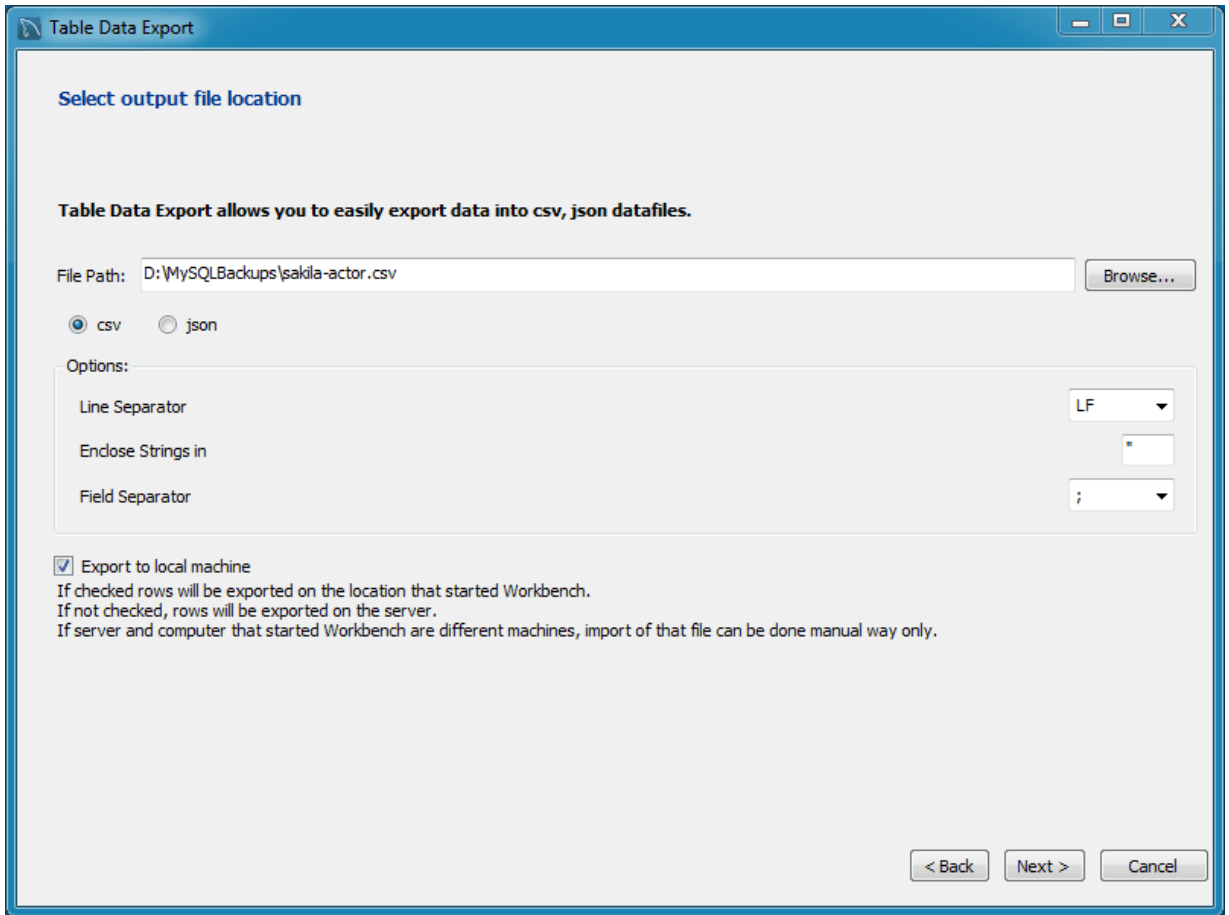 Table Data Export
Select output file location
Table Data Export allows you to easily export data into csv, json datafiles.
File Path: D:\MySQLBackups\sakila-actor.csv Browse...
csv json
Options:
Line Separator LF
Enclose Strings in "
Field Separator ;
Export to local machine
If checked rows will be exported on the location that started Workbench.
If not checked, rows will be exported on the server.
If server and computer that started Workbench are different machines, import of that file can be done manual way only.
< Back Next > Cancel